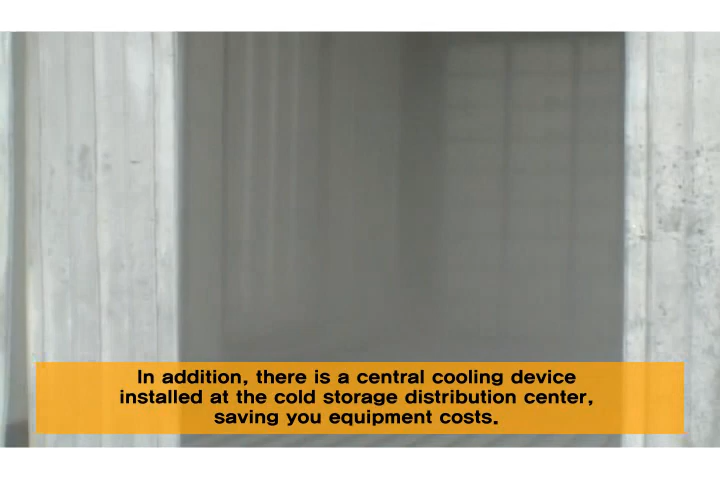 In addition, there is a central cooling device
installed at the cold storage distribution center,
saving you equipment costs.